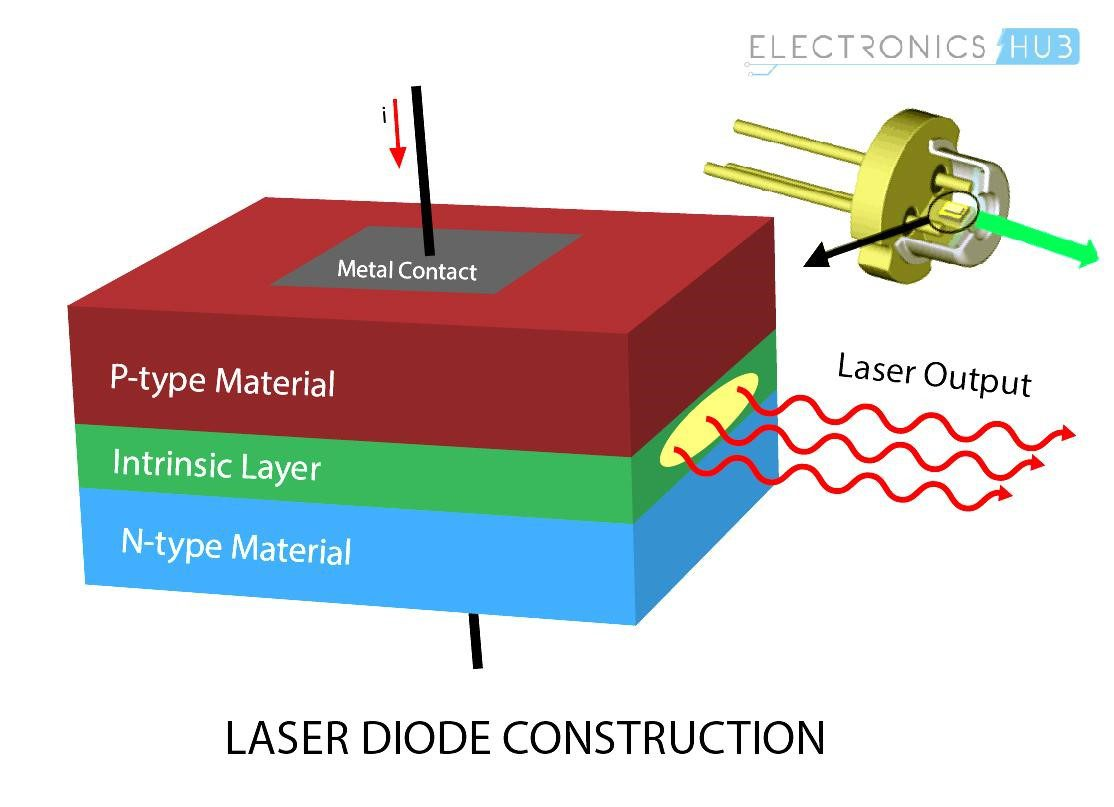 ELECTRONICS HUB
i
Metal Contact
P-type Material
Laser Output
Intrinsic Layer
N-type Material
LASER DIODE CONSTRUCTION